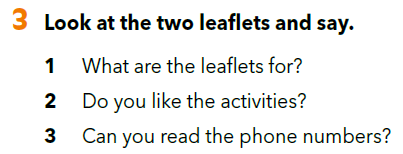 3 Look at the two leaflets and say.
1 What are the leaflets for?
2 Do you like the activities?
3 Can you read the phone numbers?